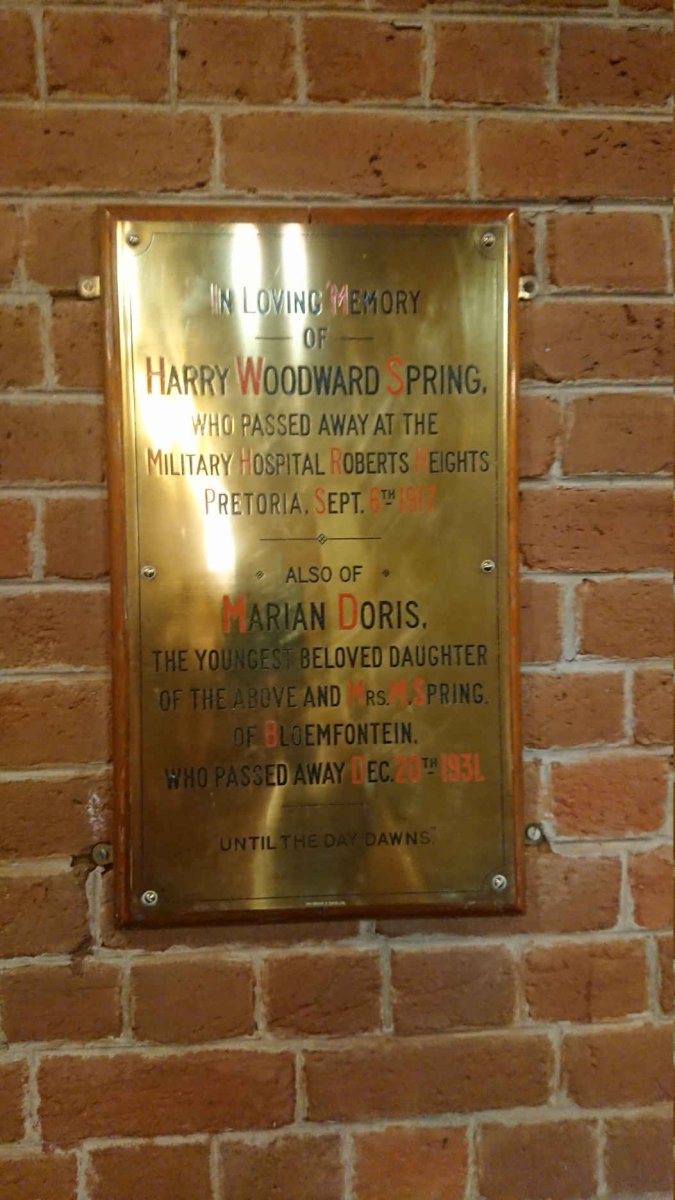 IN LOVING MEMORY
OF
HARRY WOODWARD SPRING,
WHO PASSED AWAY AT THE
MILITARY HOSPITAL ROBERTS HEIGHTS
PRETORIA, SEPT. 6TH 1917.
ALSO OF
MARIAN DORIS,
THE YOUNGEST BELOVED DAUGHTER
OF THE ABOVE AND MRS. M. SPRING,
OF BLOEMFONTEIN,
WHO PASSED AWAY DEC. 20TH 1931.
UNTIL THE DAY DAWNS."